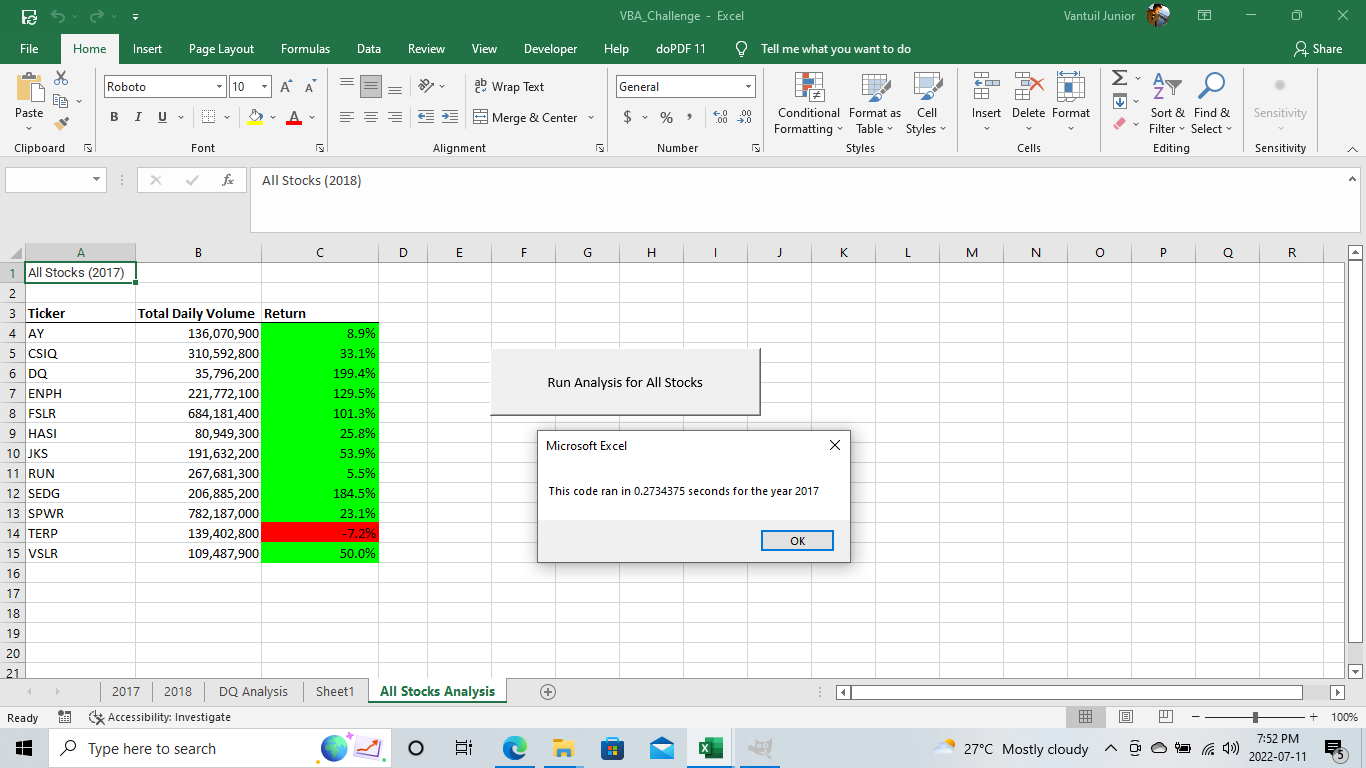 VBA_Challenge - Excel
Vantuil Junior
File Home Insert Page Layout Formulas Data Review View Developer Help doPDF 11 Tell me what you want to do Share
Paste
Clipboard
Roboto 10
B I U A
Font
Wrap Text
Merge & Center
Alignment
General
$ % ,
Number
Conditional Formatting
Format as Table
Cell Styles
Styles
Insert Delete Format
Cells
Sort & Filter
Find & Select
Editing
Sensitivity
Sensitivity
fx All Stocks (2018)
A B C D E F G H I J K L M N O P Q R
1 All Stocks (2017)
2
3 Ticker Total Daily Volume Return
4 AY 136,070,900 8.9%
5 CSIQ 310,592,800 33.1%
6 DQ 35,796,200 199.4%
7 ENPH 221,772,100 129.5%
8 FSLR 684,181,400 101.3%
9 HASI 80,949,300 25.8%
10 JKS 191,632,200 53.9%
11 RUN 267,681,300 5.5%
12 SEDG 206,885,200 184.5%
13 SPWR 782,187,000 23.1%
14 TERP 139,402,800 -7.2%
15 VSLR 109,487,900 50.0%
16
17
18
19
20
21
Run Analysis for All Stocks
Microsoft Excel
This code ran in 0.2734375 seconds for the year 2017
OK
2017 2018 DQ Analysis Sheet1 All Stocks Analysis
Ready Accessibility: Investigate 100%
Type here to search
27°C Mostly cloudy
7:52 PM
2022-07-11
5